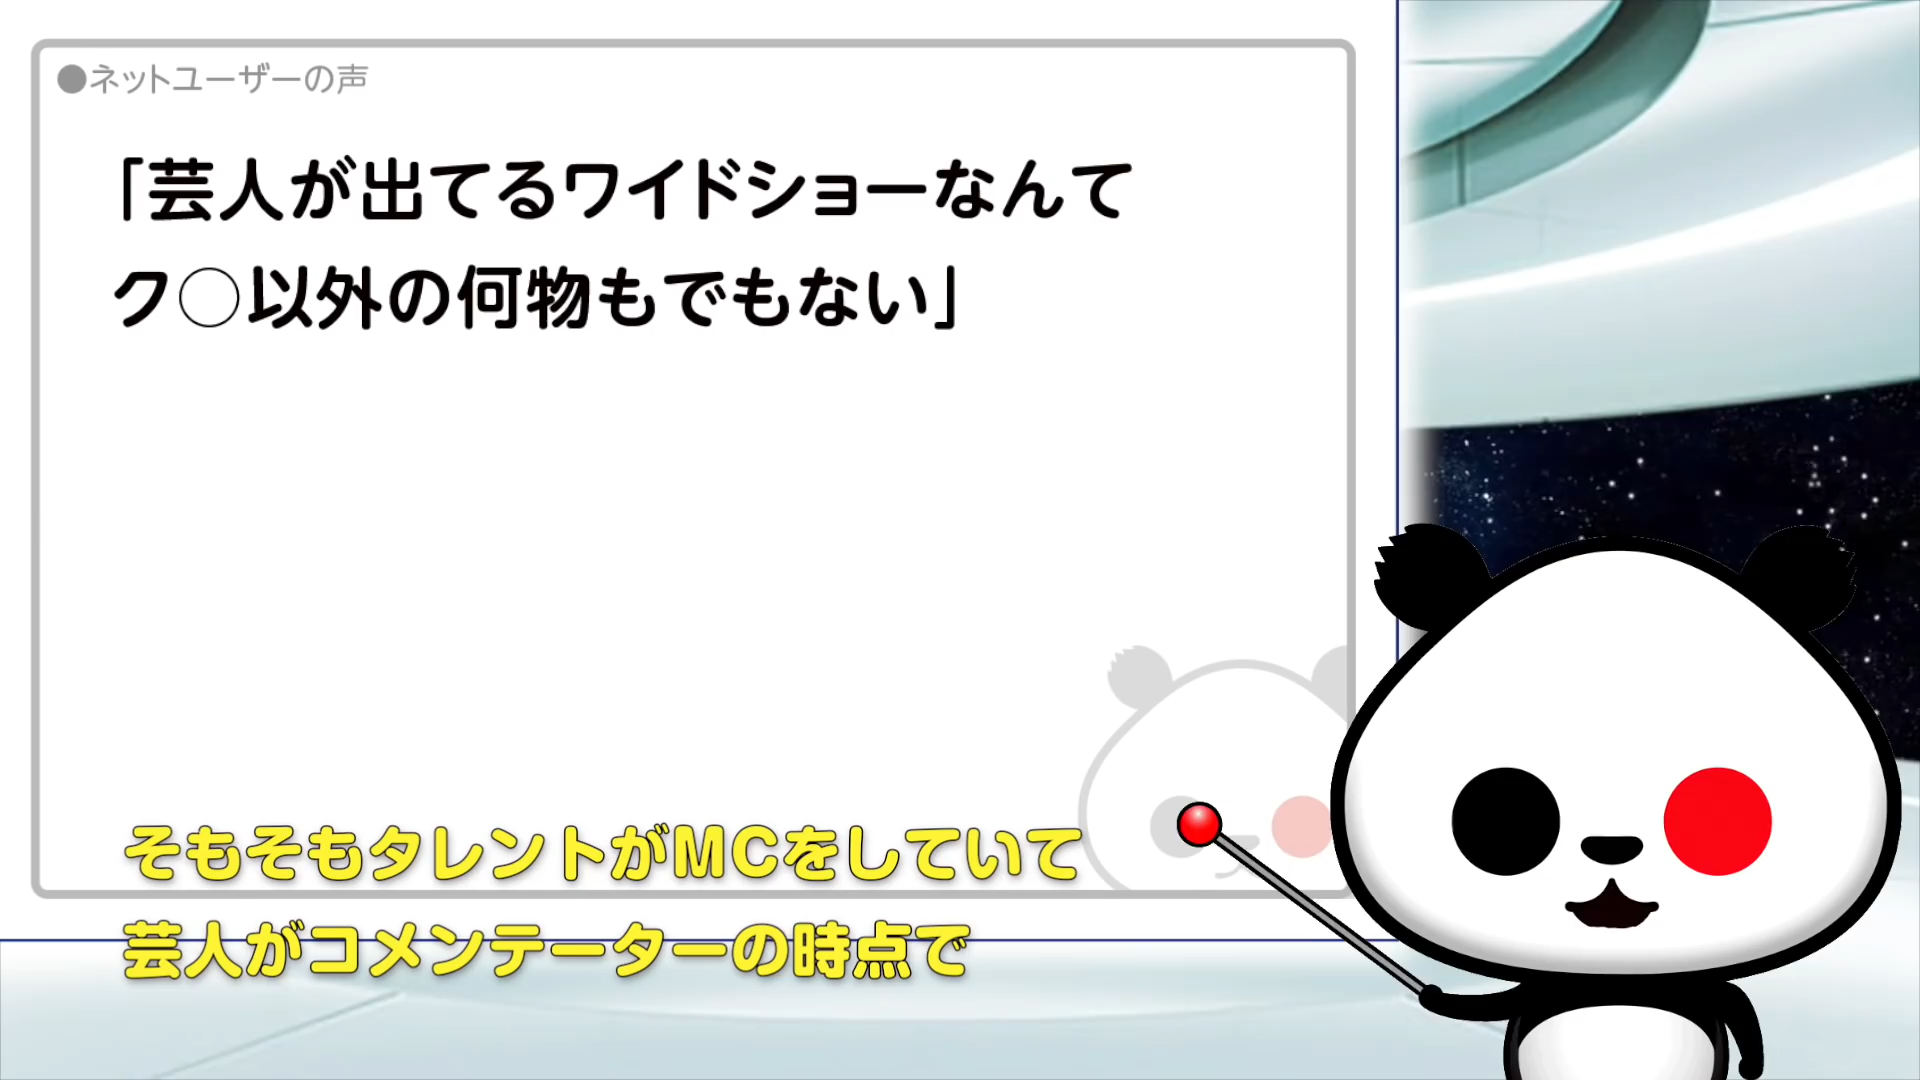 ●ネットユーザーの声
「芸人が出てるワイドショーなんて
ク○以外の何物もでもない」
そもそもタレントがMCをしていて
芸人がコメンテーターの時点で